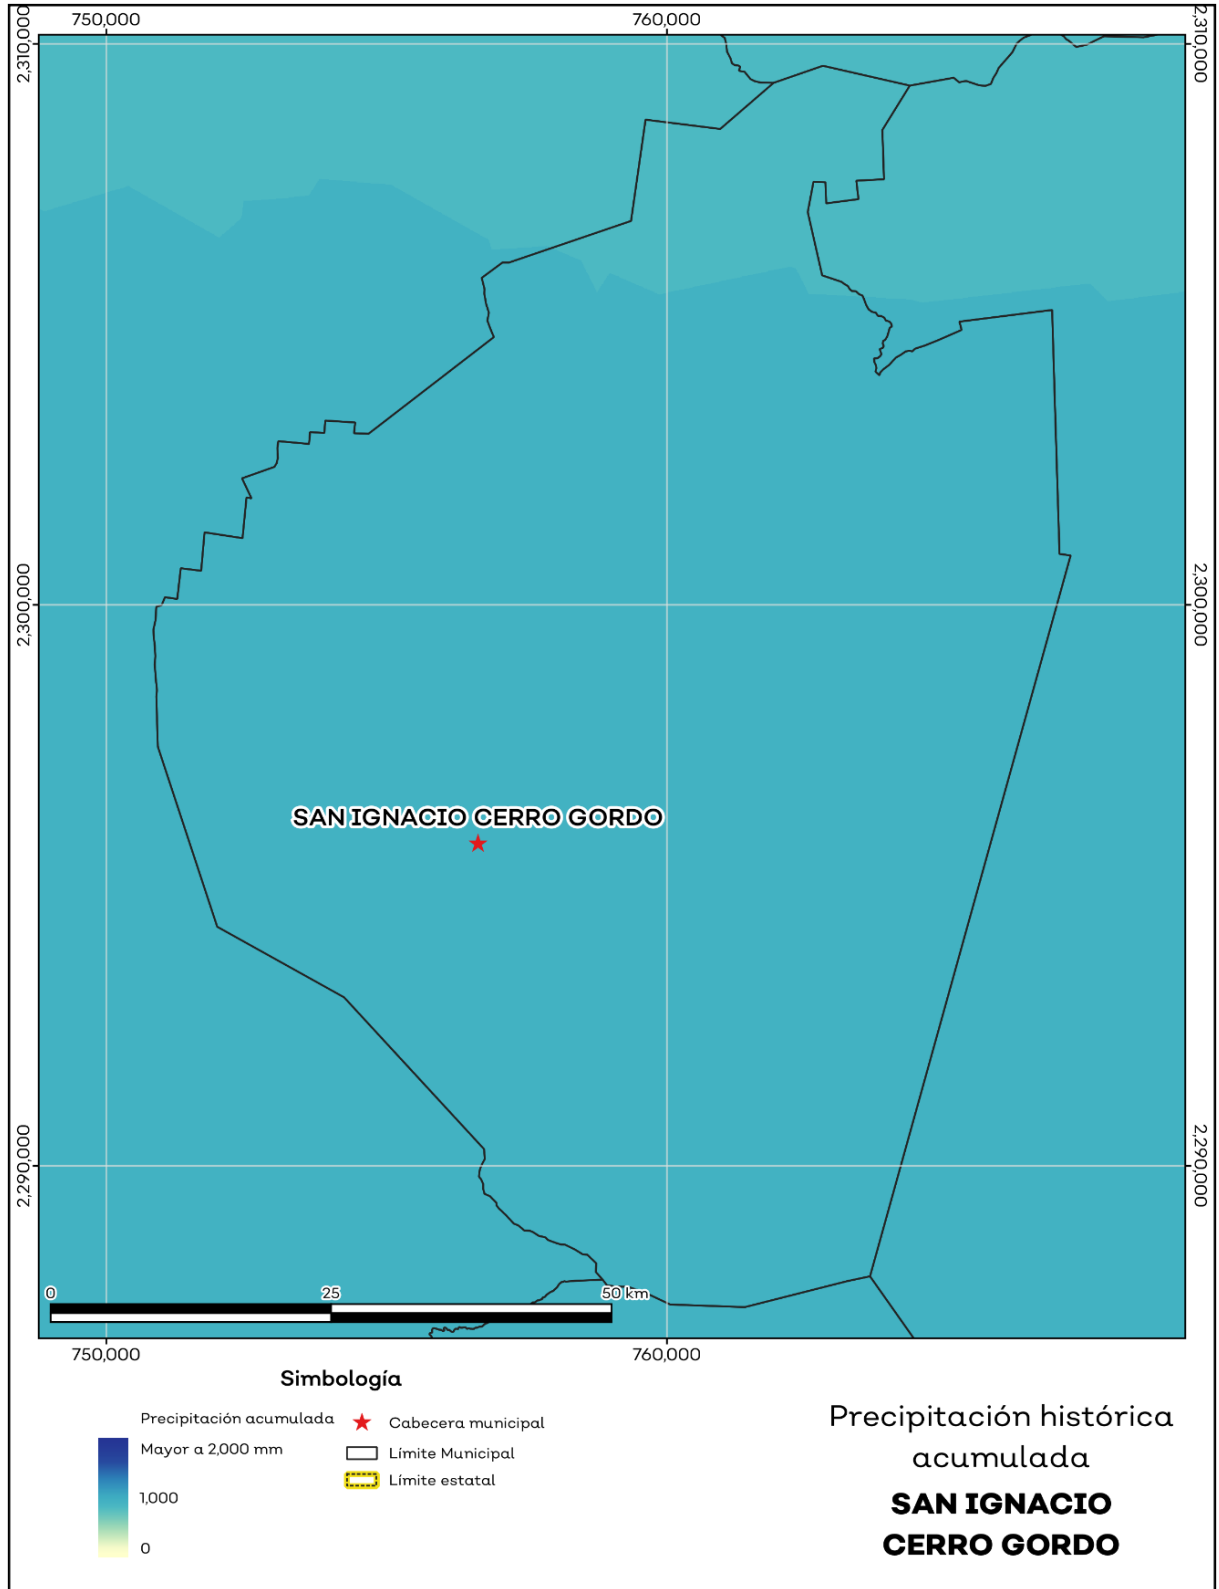 750,000
760,000
2,310,000
2,310,000
2,300,000
2,300,000
SAN IGNACIO CERRO GORDO
2,290,000
2,290,000
0
25
50 km
750,000
760,000
Simbología
Precipitación acumulada
Mayor a 2,000 mm
1,000
0
Cabecera municipal
Límite Municipal
Límite estatal
Precipitación histórica
acumulada
SAN IGNACIO
CERRO GORDO